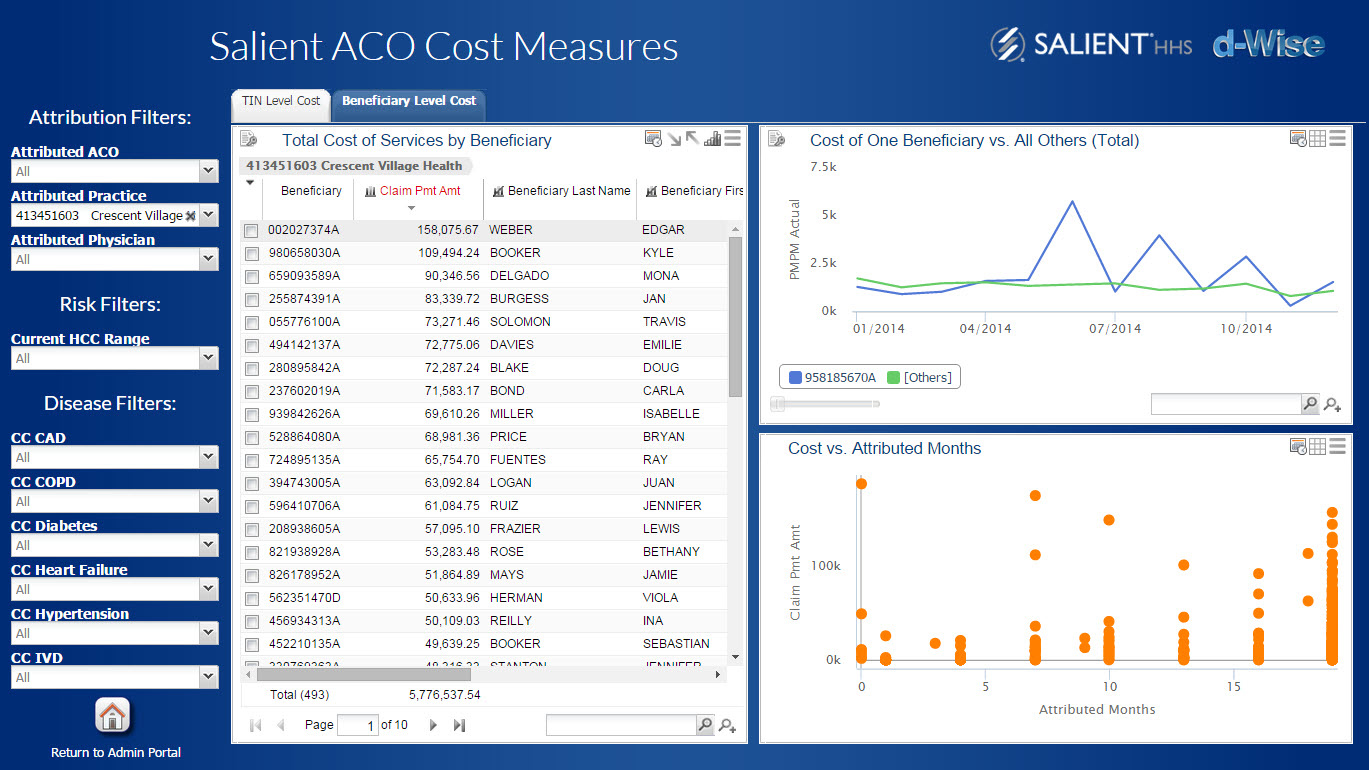 Salient ACO Cost Measures
SALIENT HHS
d-Wise
Attribution Filters:
Attributed ACO
All
Attributed Practice
413451603 Crescent Village
Attributed Physician
All
Risk Filters:
Current HCC Range
All
Disease Filters:
CC CAD
All
CC COPD
All
CC Diabetes
All
CC Heart Failure
All
CC Hypertension
All
CC IVD
All
Return to Admin Portal
TIN Level Cost
Beneficiary Level Cost
Total Cost of Services by Beneficiary
413451603 Crescent Village Health
Beneficiary Claim Pmt Amt Beneficiary Last Name Beneficiary Firs
002027374A 158,075.67 WEBER EDGAR
980658030A 109,494.24 BOOKER KYLE
659093589A 90,346.56 DELGADO MONA
255874391A 83,339.72 BURGESS JAN
055776100A 73,271.46 SOLOMON TRAVIS
494142137A 72,775.06 DAVIES EMILIE
280895842A 72,287.24 BLAKE DOUG
237602019A 71,583.17 BOND CARLA
939842626A 69,610.26 MILLER ISABELLE
528864080A 68,981.36 PRICE BRYAN
724895135A 65,754.70 FUENTES RAY
394743005A 63,092.84 LOGAN JUAN
596410706A 61,084.75 RUIZ JENNIFER
208938605A 57,095.10 FRAZIER LEWIS
821938928A 53,283.48 ROSE BETHANY
826178952A 51,864.89 MAYS JAMIE
562351470D 50,633.96 HERMAN VIOLA
456934313A 50,109.03 REILLY INA
452210135A 49,639.25 BOOKER SEBASTIAN
STANTON JENNIFER
Total (493) 5,776,537.54
Page 1 of 10
Cost of One Beneficiary vs. All Others (Total)
PMPM Actual
7.5k
5k
2.5k
0k
01/2014 04/2014 07/2014 10/2014
958185670A [Others]
Cost vs. Attributed Months
Claim Pmt Amt
100k
0k
0 5 10 15
Attributed Months